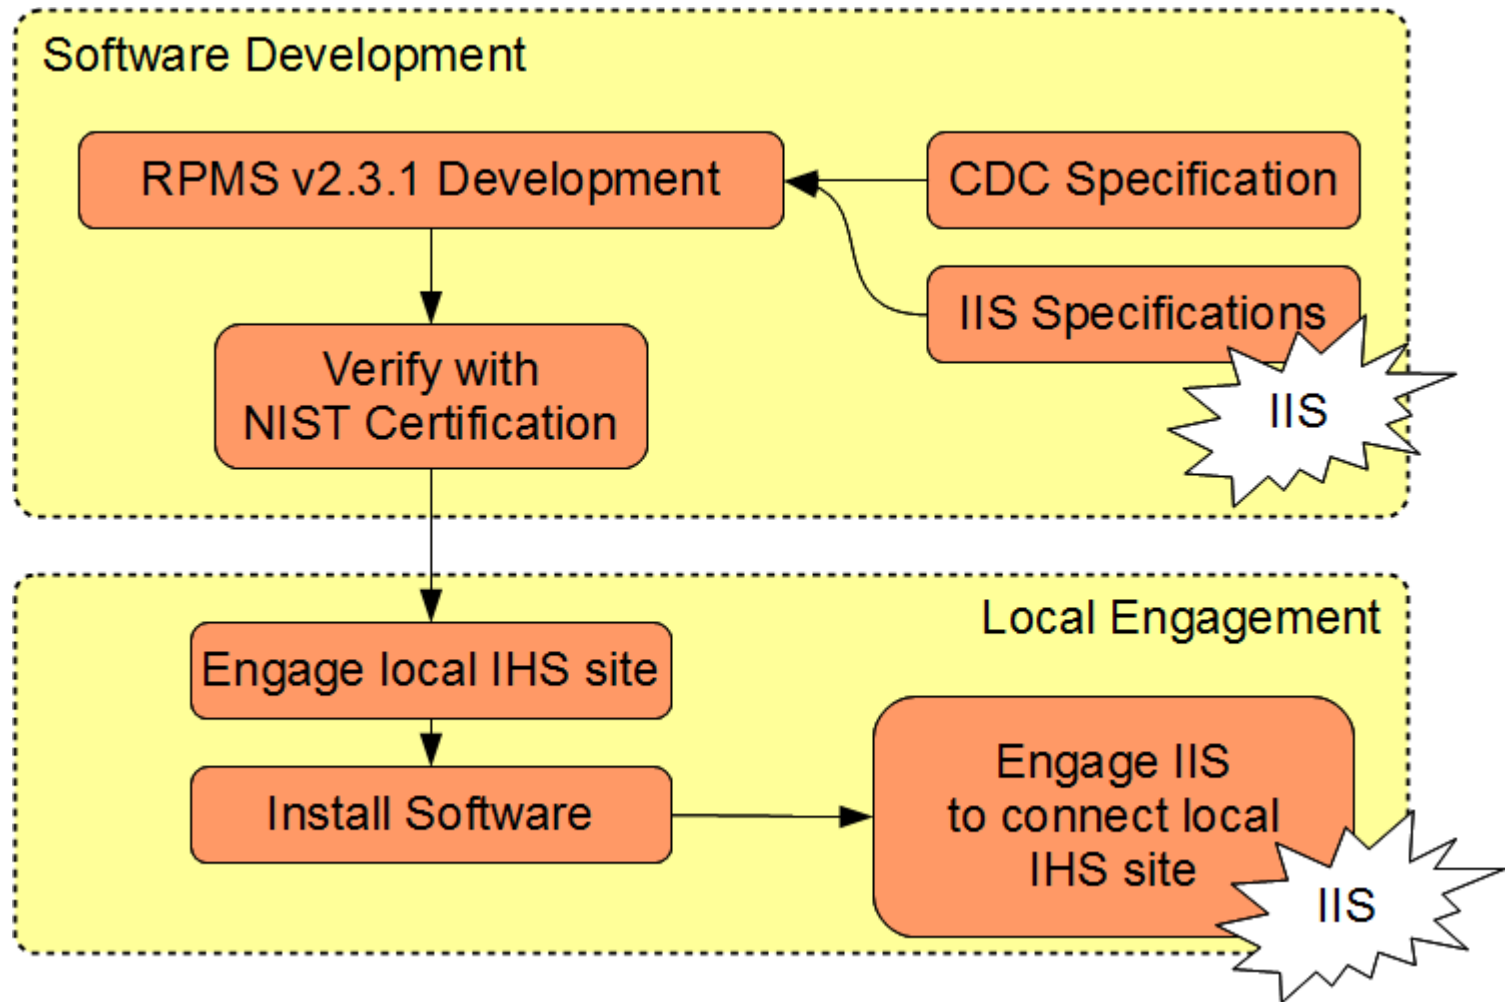 Software Development
RPMS v2.3.1 Development
CDC Specification
IIS Specifications
Verify with
NIST Certification
IIS
Local Engagement
Engage local IHS site
Install Software
Engage IIS
to connect local
IHS site
IIS